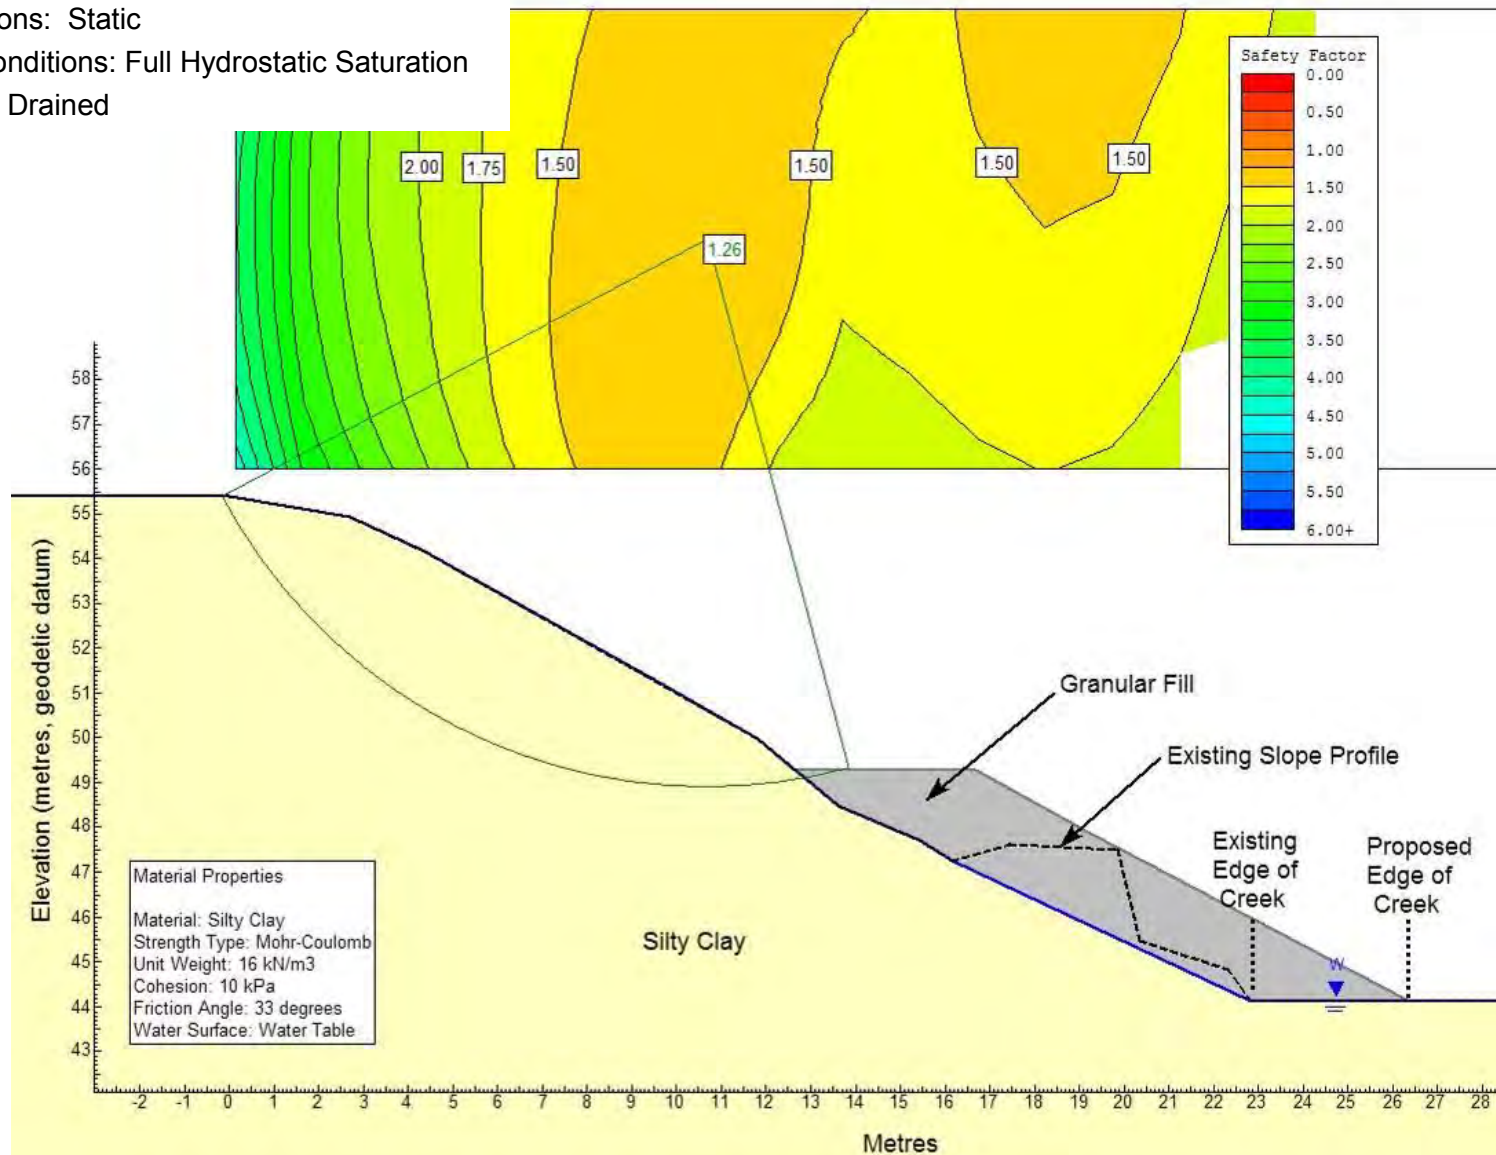 ons: Static
onditions: Full Hydrostatic Saturation
Drained
Safety Factor
0.00
0.50
1.00
1.50
2.00
2.50
3.00
3.50
4.00
4.50
5.00
5.50
6.00+
2.00
1.75
1.50
1.50
1.50
1.50
1.26
58
57
56
55
54
53
52
51
50
49
48
47
46
45
44
43
Elevation (metres, geodetic datum)
Granular Fill
Existing Slope Profile
Existing
Edge of
Creek
Proposed
Edge of
Creek
W
Silty Clay
Material Properties
Material: Silty Clay
Strength Type: Mohr-Coulomb
Unit Weight: 16 kN/m3
Cohesion: 10 kPa
Friction Angle: 33 degrees
Water Surface: Water Table
-2 -1 0 1 2 3 4 5 6 7 8 9 10 11 12 13 14 15 16 17 18 19 20 21 22 23 24 25 26 27 28
Metres